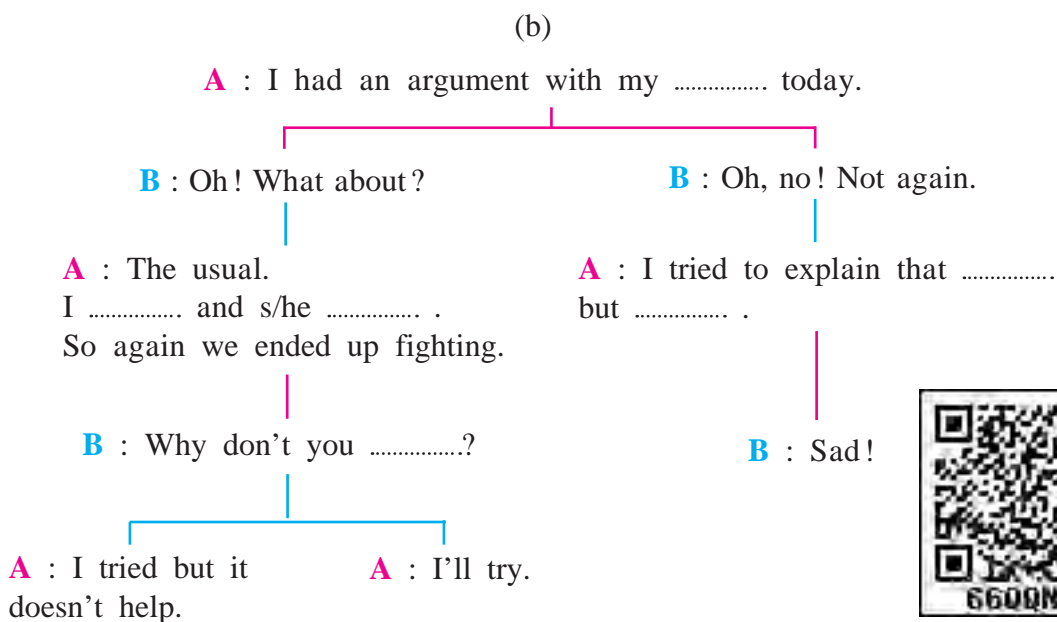 (b)
A : I had an argument with my ................ today.
B : Oh! What about?
B : Oh, no! Not again.
A : The usual.
I ................ and s/he ................ .
So again we ended up fighting.
A : I tried to explain that ................
but ................ .
B : Why don't you ................?
B : Sad!
A : I tried but it
doesn't help.
A : I'll try.